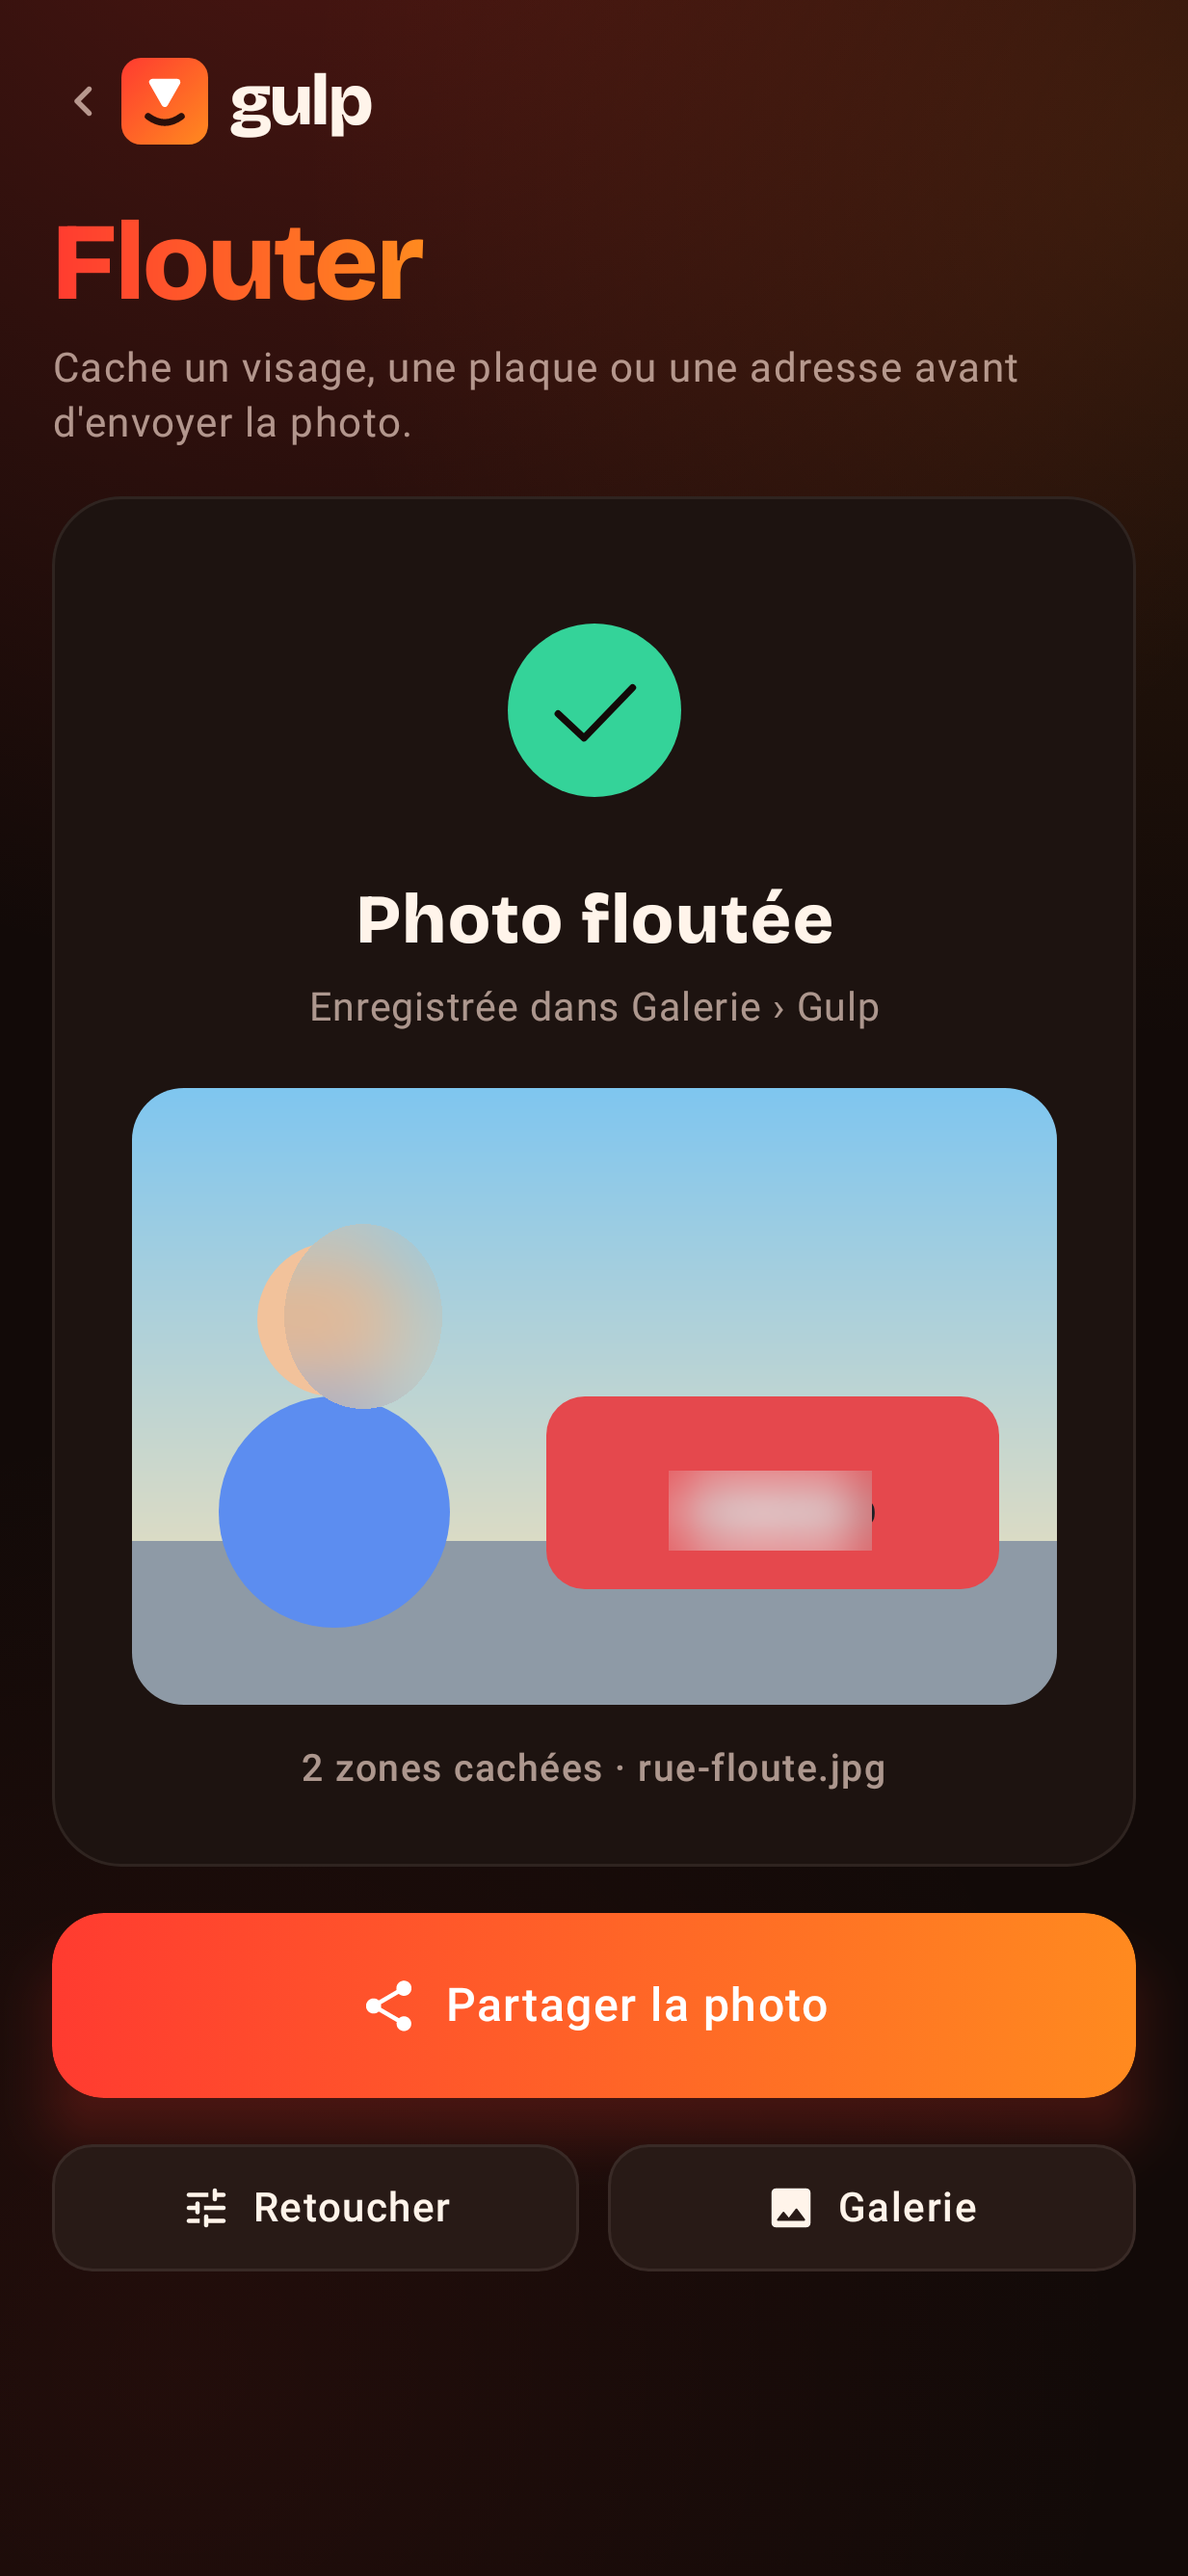 gulp
Flouter
Cache un visage, une plaque ou une adresse avant
d'envoyer la photo.
Photo floutée
Enregistrée dans Galerie › Gulp
2 zones cachées · rue-floute.jpg
Partager la photo
Retoucher
Galerie